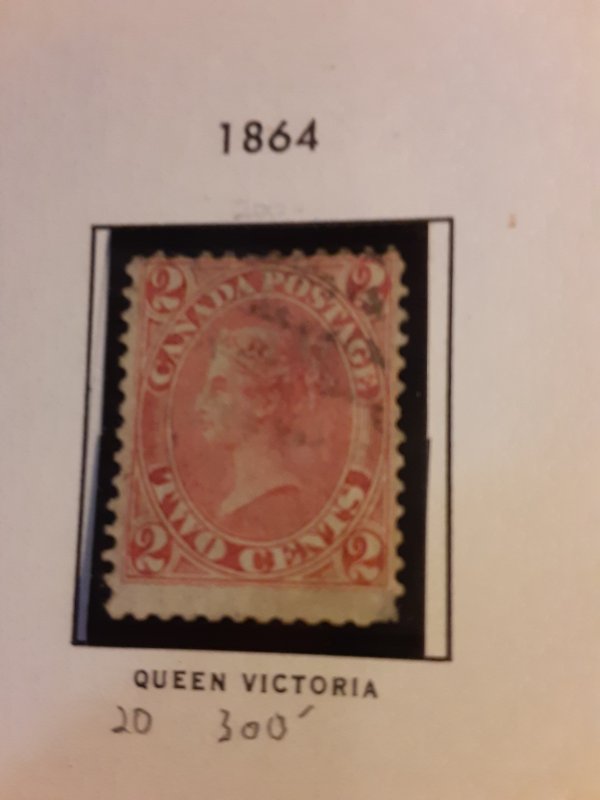 1864
2 2
CANADA POSTAGE
TWO CENTS
2 2
QUEEN VICTORIA
20 300'